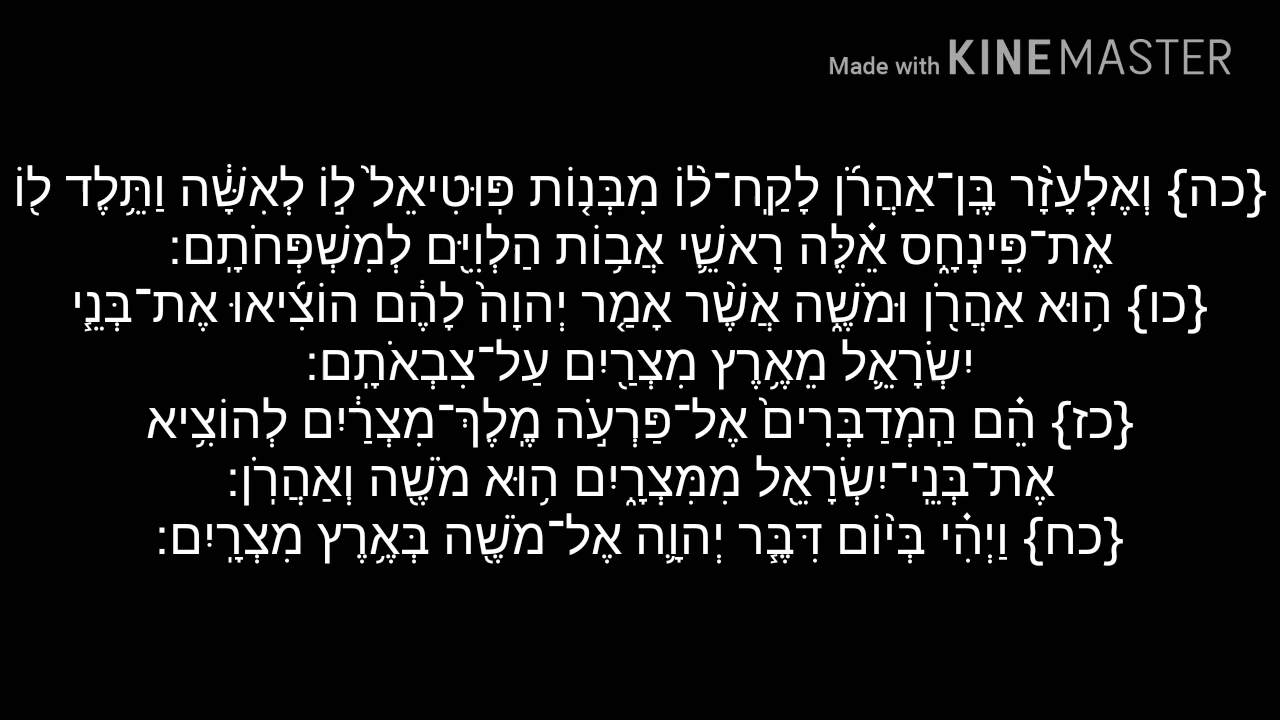 Made with KINEMASTER
{כה} וְאֶלְעָזָ֨ר בֶּֽן־אַהֲרֹ֜ן לָקַֽח־ל֨וֹ מִבְּנ֤וֹת פּֽוּטִיאֵל֙ ל֣וֹ לְאִשָּׁ֔ה וַתֵּ֥לֶד ל֖וֹ
אֶת־פִּֽינְחָ֑ס אֵ֗לֶּה רָאשֵׁ֥י אֲב֥וֹת הַלְוִיִּ֖ם לְמִשְׁפְּחֹתָֽם׃
{כו} ה֥וּא אַהֲרֹ֖ן וּמֹשֶׁ֑ה אֲשֶׁ֨ר אָמַ֤ר יְהוָה֙ לָהֶ֔ם הוֹצִ֜יאוּ אֶת־בְּנֵ֧י
יִשְׂרָאֵ֛ל מֵאֶ֥רֶץ מִצְרַ֖יִם עַל־צִבְאֹתָֽם׃
{כז} הֵ֗ם הַֽמְדַבְּרִים֙ אֶל־פַּרְעֹ֣ה מֶֽלֶךְ־מִצְרַ֔יִם לְהוֹצִ֥יא
אֶת־בְּנֵֽי־יִשְׂרָאֵ֖ל מִמִּצְרָ֑יִם ה֥וּא מֹשֶׁ֖ה וְאַהֲרֹֽן׃
{כח} וַיְהִ֗י בְּי֨וֹם דִּבֶּ֧ר יְהוָ֛ה אֶל־מֹשֶׁ֖ה בְּאֶ֥רֶץ מִצְרָֽיִם׃